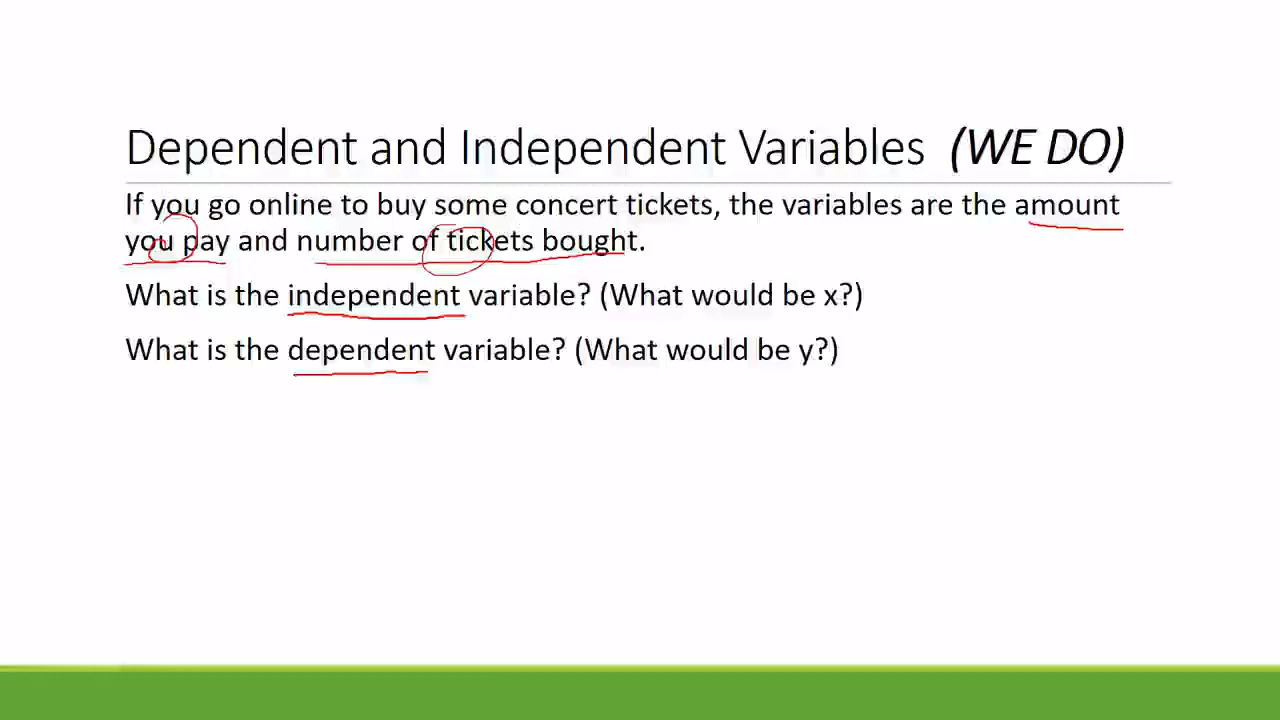 Dependent and Independent Variables (WE DO)
If you go online to buy some concert tickets, the variables are the amount
you pay and number of tickets bought.
What is the independent variable? (What would be x?)
What is the dependent variable? (What would be y?)